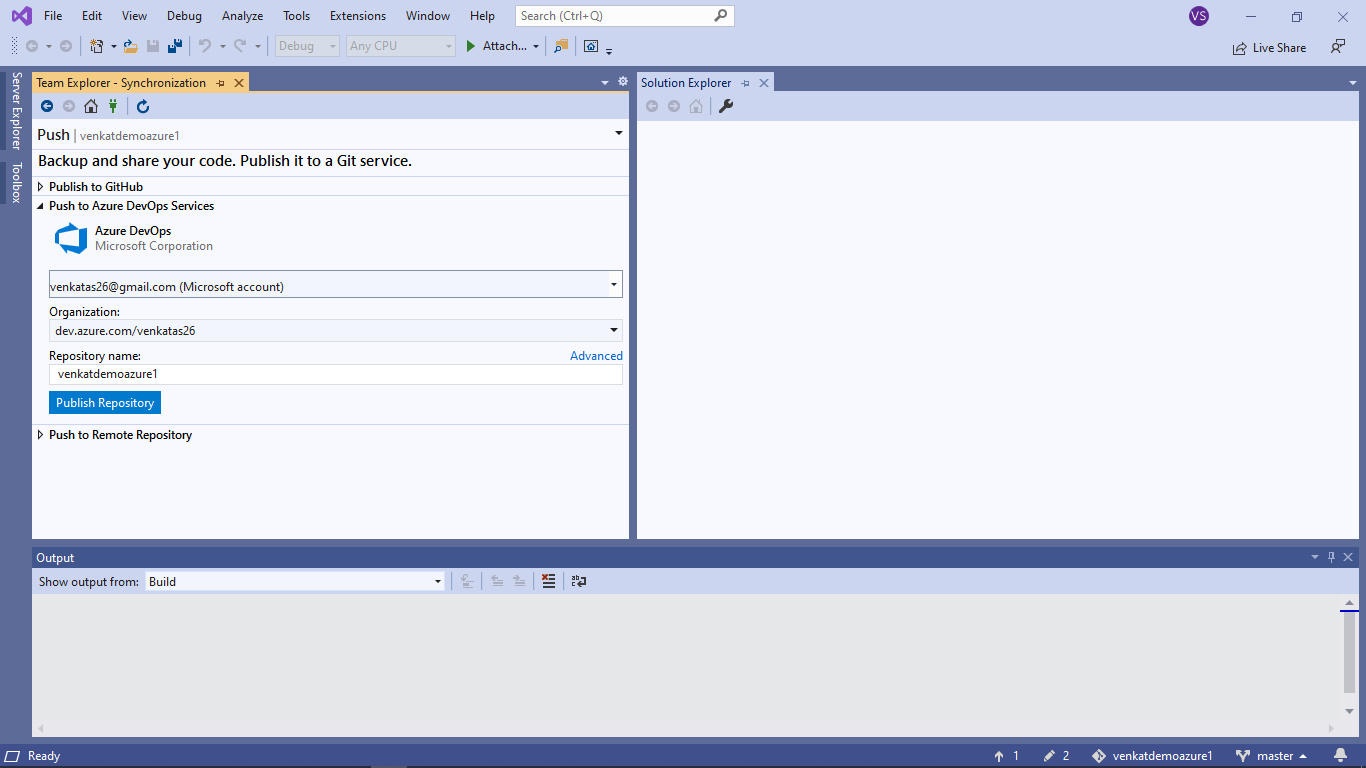 File Edit View Debug Analyze Tools Extensions Window Help Search (Ctrl+Q) VS
Debug Any CPU Attach... Live Share
Server Explorer
Toolbox
Team Explorer - Synchronization
Push | venkatdemoazure1
Backup and share your code. Publish it to a Git service.
Publish to GitHub
Push to Azure DevOps Services
Azure DevOps
Microsoft Corporation
venkatas26@gmail.com (Microsoft account)
Organization:
dev.azure.com/venkatas26
Repository name: Advanced
venkatdemoazure1
Publish Repository
Push to Remote Repository
Solution Explorer
Output
Show output from: Build
Ready 1 2 venkatdemoazure1 master